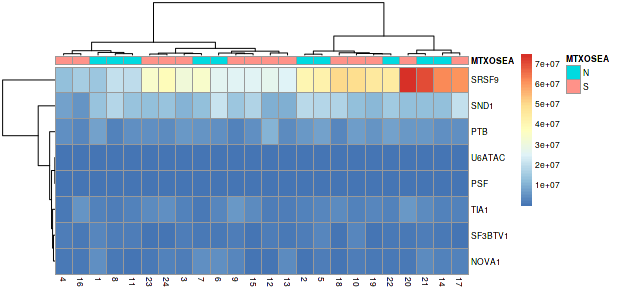 MTXOSEA
SRSF9
SND1
PTB
U6ATAC
PSF
TIA1
SF3BTV1
NOVA1
4 16 1 8 11 23 24 3 7 6 9 15 12 13 2 5 18 10 19 22 20 21 14 17
7e+07
6e+07
5e+07
4e+07
3e+07
2e+07
1e+07
MTXOSEA
N
S